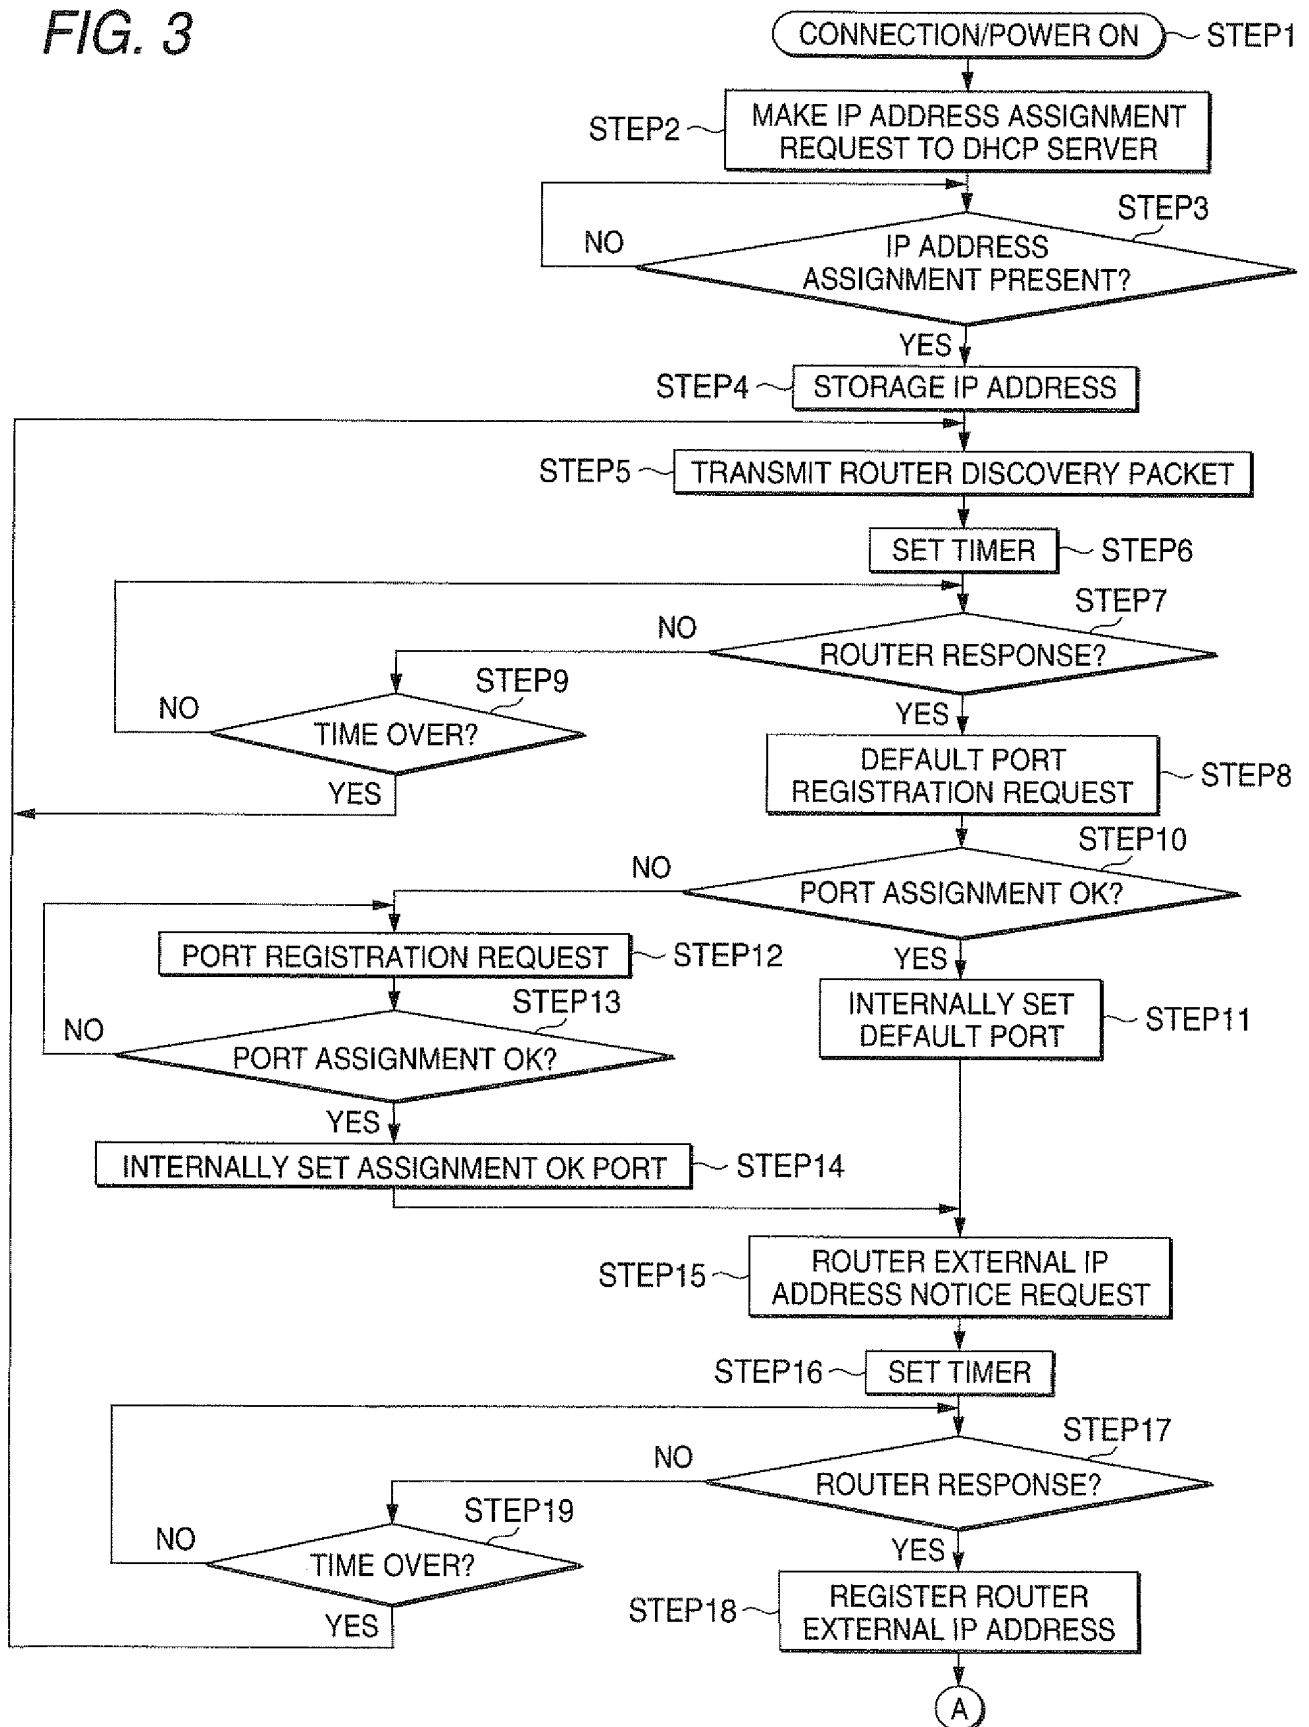 FIG. 3
CONNECTION/POWER ON
STEP1
STEP2
MAKE IP ADDRESS ASSIGNMENT
REQUEST TO DHCP SERVER
STEP3
NO
IP ADDRESS
ASSIGNMENT PRESENT?
YES
STEP4
STORAGE IP ADDRESS
STEP5
TRANSMIT ROUTER DISCOVERY PACKET
SET TIMER
STEP6
STEP7
NO
ROUTER RESPONSE?
STEP9
NO
TIME OVER?
YES
YES
DEFAULT PORT
REGISTRATION REQUEST
STEP8
STEP10
NO
PORT ASSIGNMENT OK?
PORT REGISTRATION REQUEST
STEP12
YES
STEP13
INTERNALLY SET
DEFAULT PORT
STEP11
NO
PORT ASSIGNMENT OK?
YES
INTERNALLY SET ASSIGNMENT OK PORT
STEP14
STEP15
ROUTER EXTERNAL IP
ADDRESS NOTICE REQUEST
STEP16
SET TIMER
STEP17
NO
ROUTER RESPONSE?
STEP19
NO
TIME OVER?
YES
YES
STEP18
REGISTER ROUTER
EXTERNAL IP ADDRESS
A